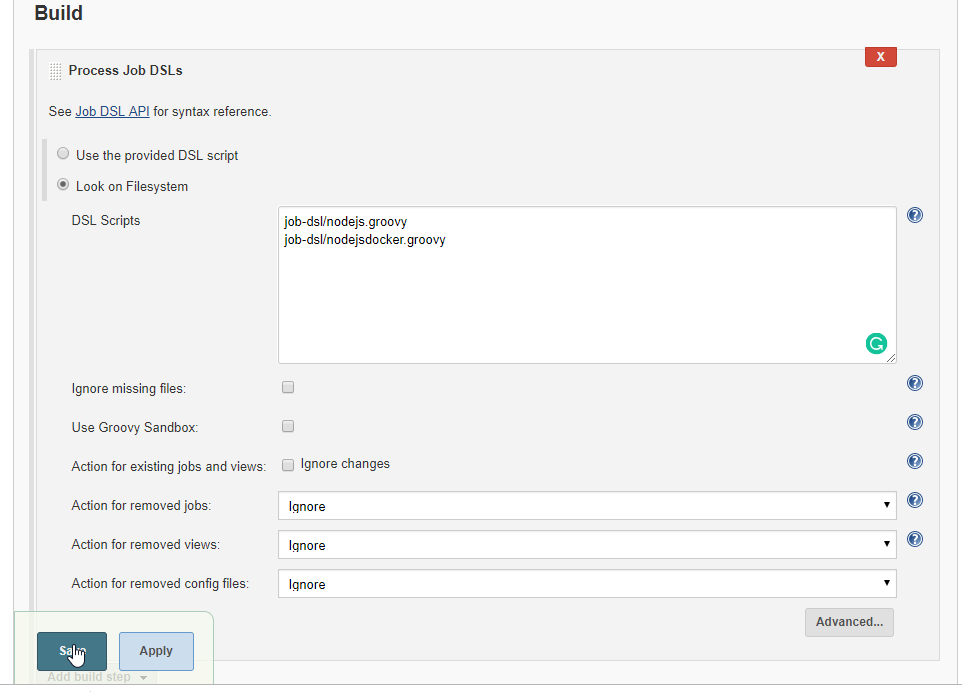 Build
Process Job DSLs
X
See Job DSL API for syntax reference.
Use the provided DSL script
Look on Filesystem
DSL Scripts
job-dsl/nodejs.groovy
job-dsl/nodejsdocker.groovy
Ignore missing files:
Use Groovy Sandbox:
Action for existing jobs and views:
Ignore changes
Action for removed jobs:
Ignore
Action for removed views:
Ignore
Action for removed config files:
Ignore
Advanced...
Save
Apply
Add build step